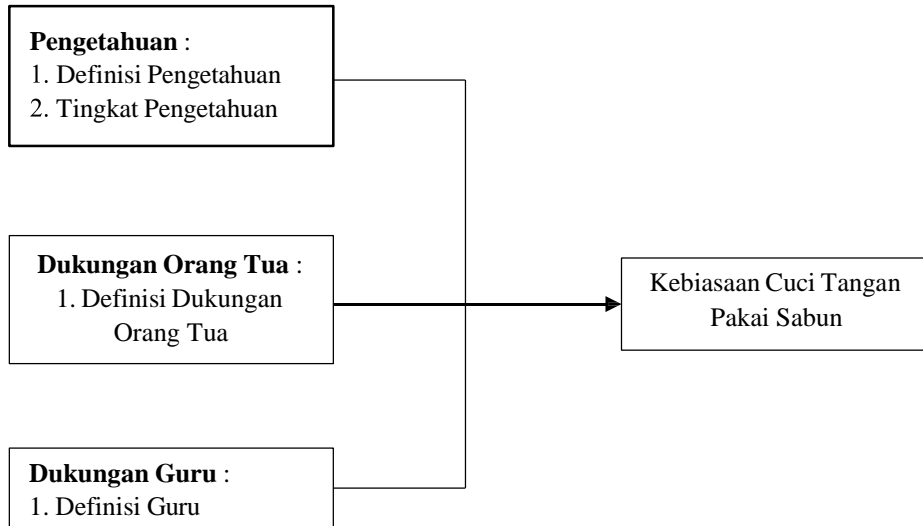 Pengetahuan :
1. Definisi Pengetahuan
2. Tingkat Pengetahuan
Dukungan Orang Tua :
1. Definisi Dukungan
Orang Tua
Kebiasaan Cuci Tangan
Pakai Sabun
Dukungan Guru :
1. Definisi Guru